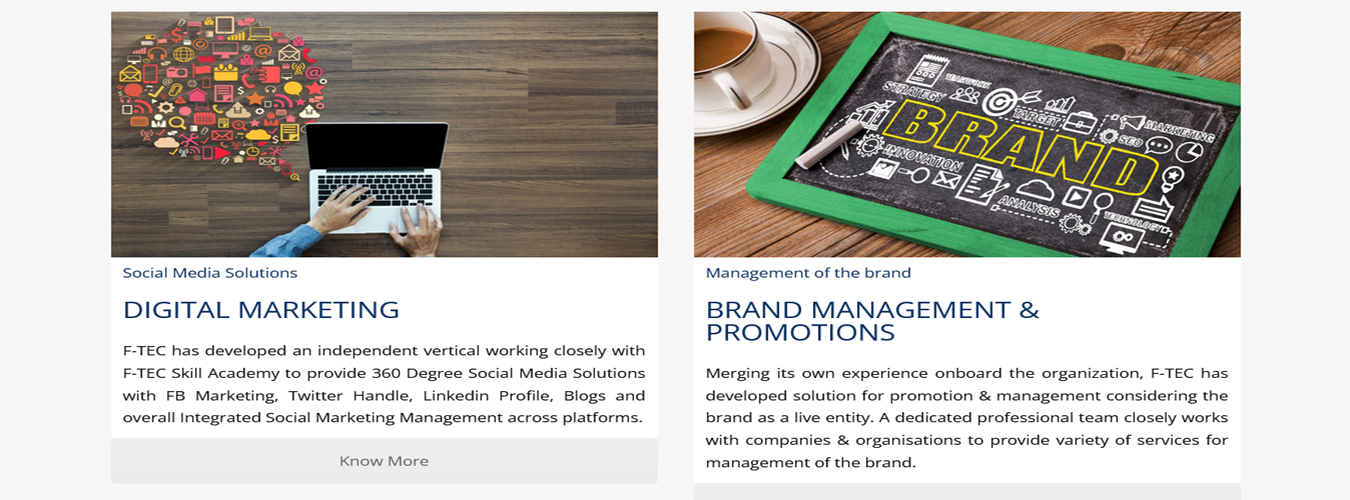 TEAMWORK
STRATEGY
TARGET
MARKETING
SEO
BRAND
INNOVATION
ANALYSIS
TECHNOLOGY
Social Media Solutions
DIGITAL MARKETING
F-TEC has developed an independent vertical working closely with
F-TEC Skill Academy to provide 360 Degree Social Media Solutions
with FB Marketing, Twitter Handle, Linkedin Profile, Blogs and
overall Integrated Social Marketing Management across platforms.
Know More
Management of the brand
BRAND MANAGEMENT &
PROMOTIONS
Merging its own experience onboard the organization, F-TEC has
developed solution for promotion & management considering the
brand as a live entity. A dedicated professional team closely works
with companies & organisations to provide variety of services for
management of the brand.